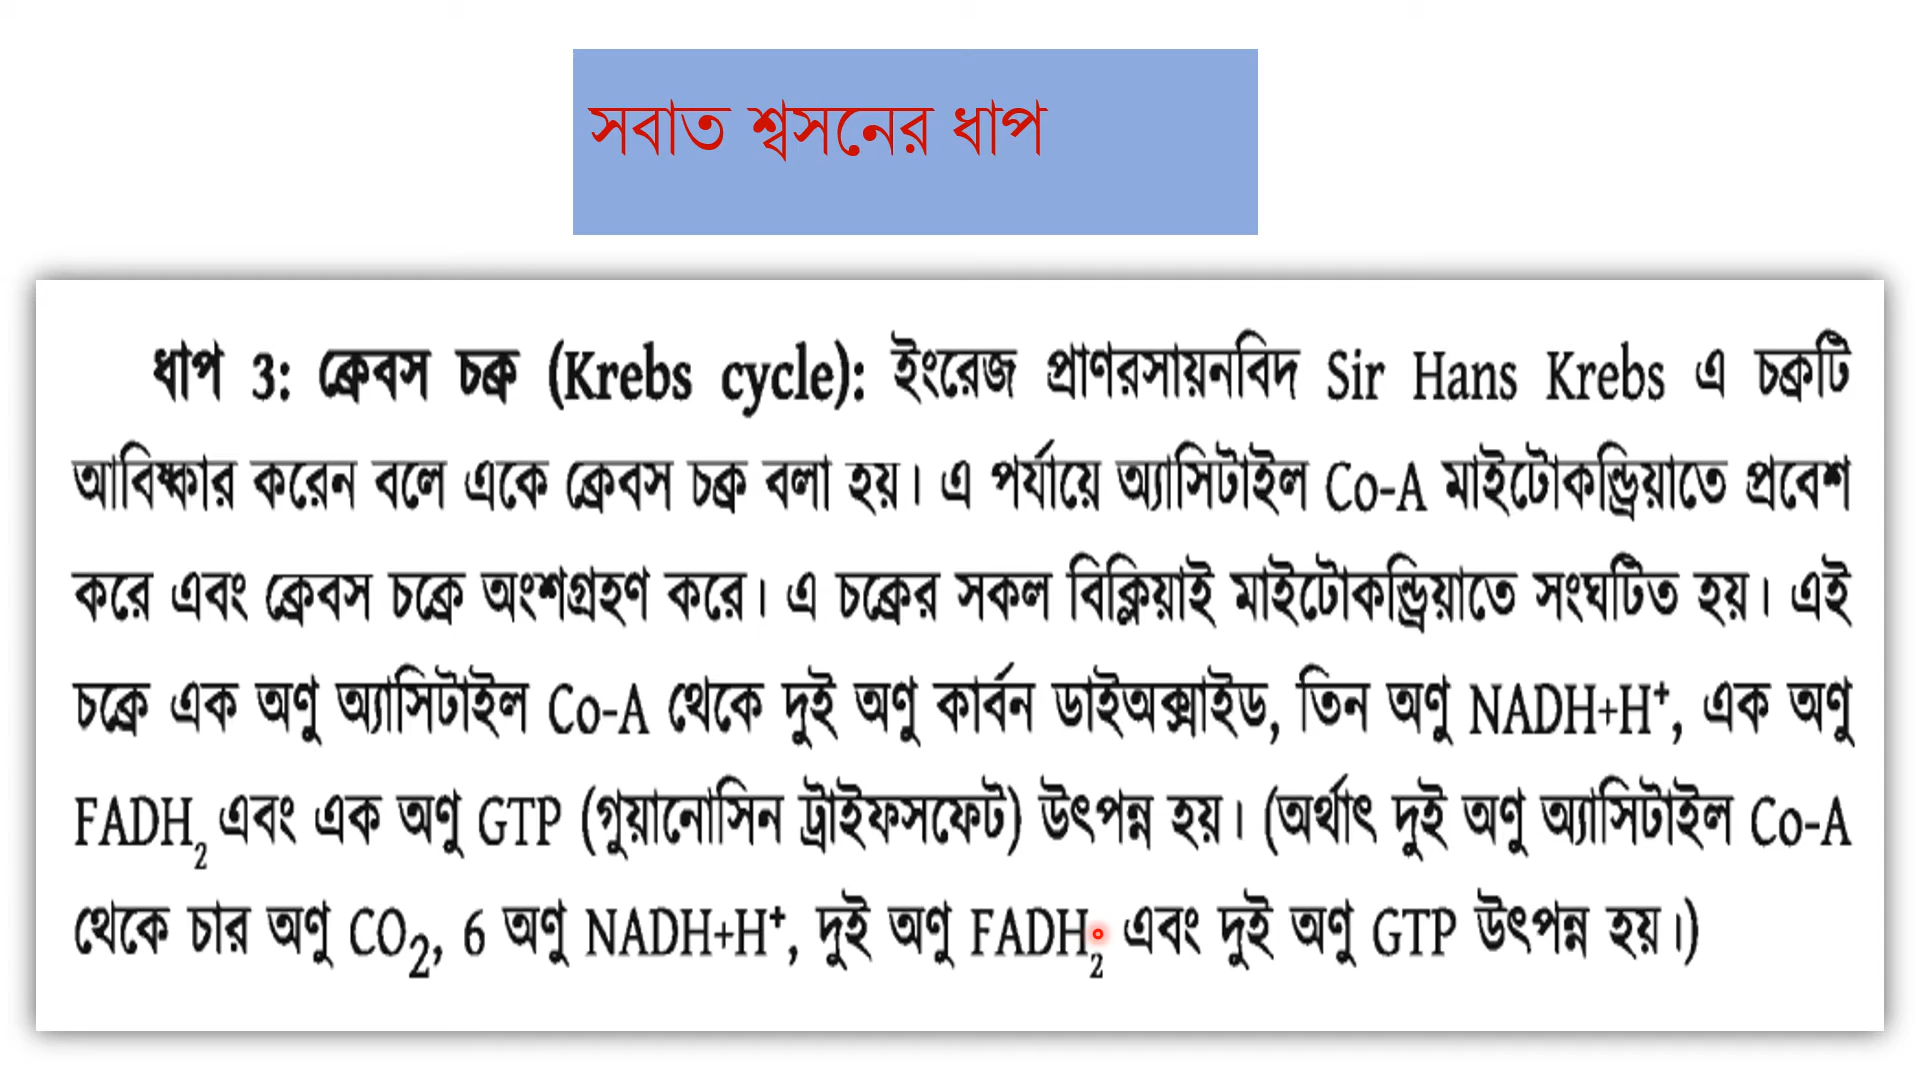 সবাত শ্বসনের ধাপ
ধাপ 3: ক্রেবস চক্র (Krebs cycle): ইংরেজ প্রাণরসায়নবিদ Sir Hans Krebs এ চক্রটি
আবিষ্কার করেন বলে একে ক্রেবস চক্র বলা হয়। এ পর্যায়ে অ্যাসিটাইল Co-A মাইটোকন্ড্রিয়াতে প্রবেশ
করে এবং ক্রেবস চক্রে অংশগ্রহণ করে। এ চক্রের সকল বিক্রিয়াই মাইটোকন্ড্রিয়াতে সংঘটিত হয়। এই
চক্রে এক অণু অ্যাসিটাইল Co-A থেকে দুই অণু কার্বন ডাইঅক্সাইড, তিন অণু NADH+H⁺, এক অণু
FADH₂ এবং এক অণু GTP (গুয়ানোসিন ট্রাইফসফেট) উৎপন্ন হয়। (অর্থাৎ দুই অণু অ্যাসিটাইল Co-A
থেকে চার অণু CO₂, 6 অণু NADH+H⁺, দুই অণু FADH₂ এবং দুই অণু GTP উৎপন্ন হয়।)